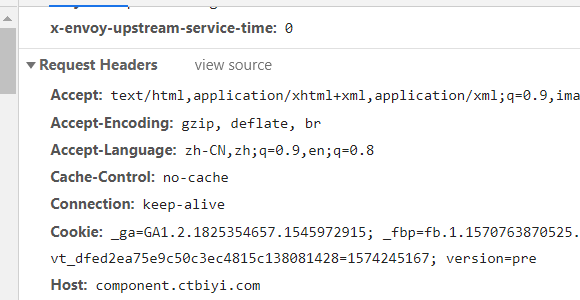 x-envoy-upstream-service-time: 0
Request Headers view source
Accept: text/html,application/xhtml+xml,application/xml;q=0.9,ima
Accept-Encoding: gzip, deflate, br
Accept-Language: zh-CN,zh;q=0.9,en;q=0.8
Cache-Control: no-cache
Connection: keep-alive
Cookie: _ga=GA1.2.1825354657.1545972915; _fbp=fb.1.1570763870525.
vt_dfed2ea75e9c50c3ec4815c138081428=1574245167; version=pre
Host: component.ctbiyi.com